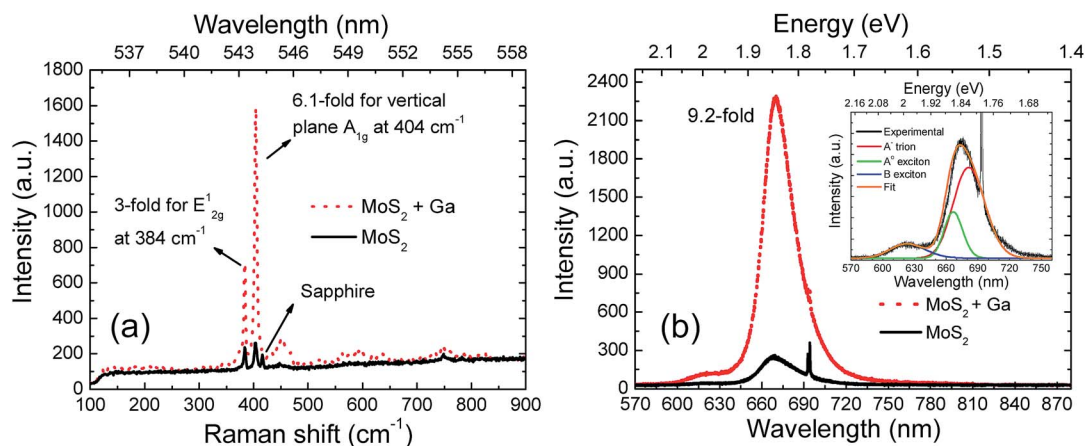 Wavelength (nm)
537 540 543 546 549 552 555 558
1800
1600
1400
1200
1000
800
600
400
200
0
Intensity (a.u.)
6.1-fold for vertical
plane A1g at 404 cm-1
3-fold for E12g
at 384 cm-1
MoS2 + Ga
MoS2
Sapphire
(a)
100 200 300 400 500 600 700 800 900
Raman shift (cm-1)
Energy (eV)
2.1 2 1.9 1.8 1.7 1.6 1.5 1.4
2400
2100
1800
1500
1200
900
600
300
0
Intensity (a.u.)
9.2-fold
Energy (eV)
2.16 2.08 2 1.92 1.84 1.76 1.68
Experimental
A- trion
Ao exciton
B exciton
Fit
Intensity (a.u.)
570 600 630 660 690 720 750
Wavelength (nm)
MoS2 + Ga
MoS2
(b)
570 600 630 660 690 720 750 780 810 840 870
Wavelength (nm)